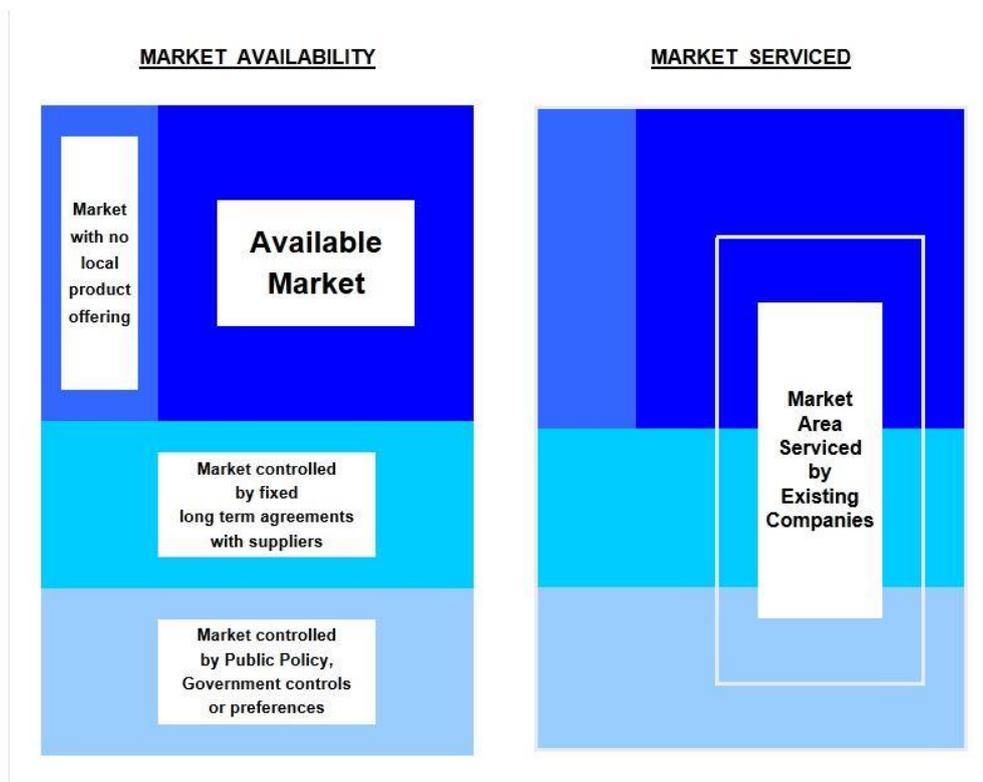 MARKET AVAILABILITY
MARKET SERVICED
Market
with no
local
product
offering
Available
Market
Market controlled
by fixed
long term agreements
with suppliers
Market controlled
by Public Policy,
Government controls
or preferences
Market
Area
Serviced
by
Existing
Companies